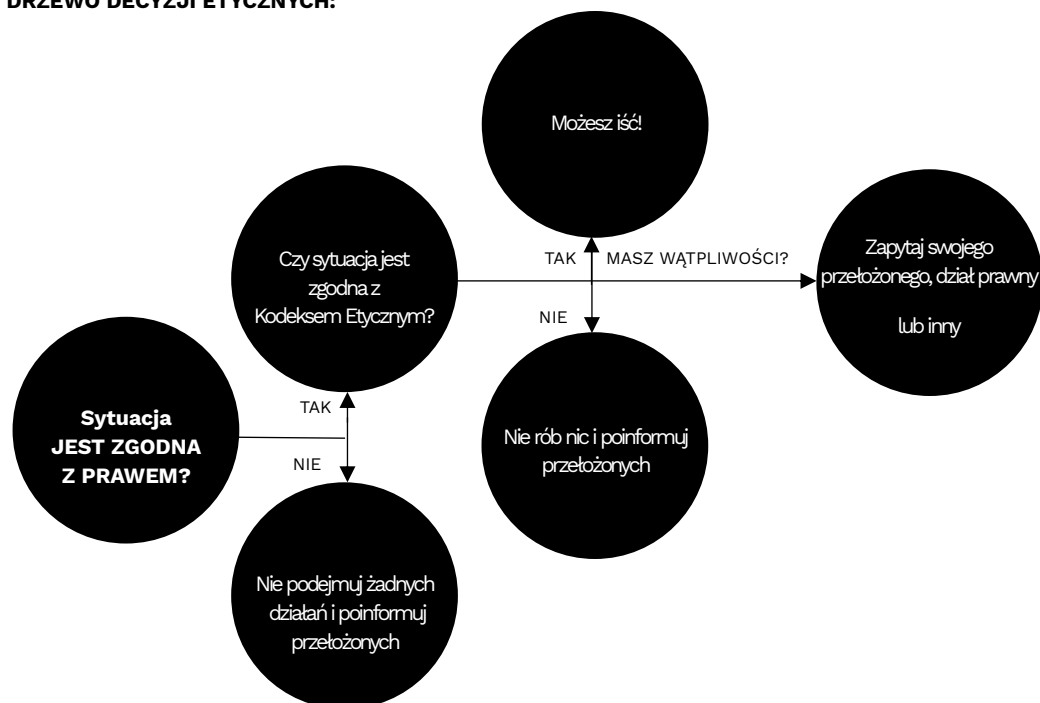 DRZEWO DECYZJI ETYCZNYCH:
Możesz iść!
Czy sytuacja jest
zgodna z
Kodeksem Etycznym?
TAK
MASZ WĄTPLIWOŚCI?
NIE
Zapytaj swojego
przełożonego, dział prawny
lub inny
Sytuacja
JEST ZGODNA
Z PRAWEM?
TAK
NIE
Nie rób nic i poinformuj
przełożonych
Nie podejmuj żadnych
działań i poinformuj
przełożonych